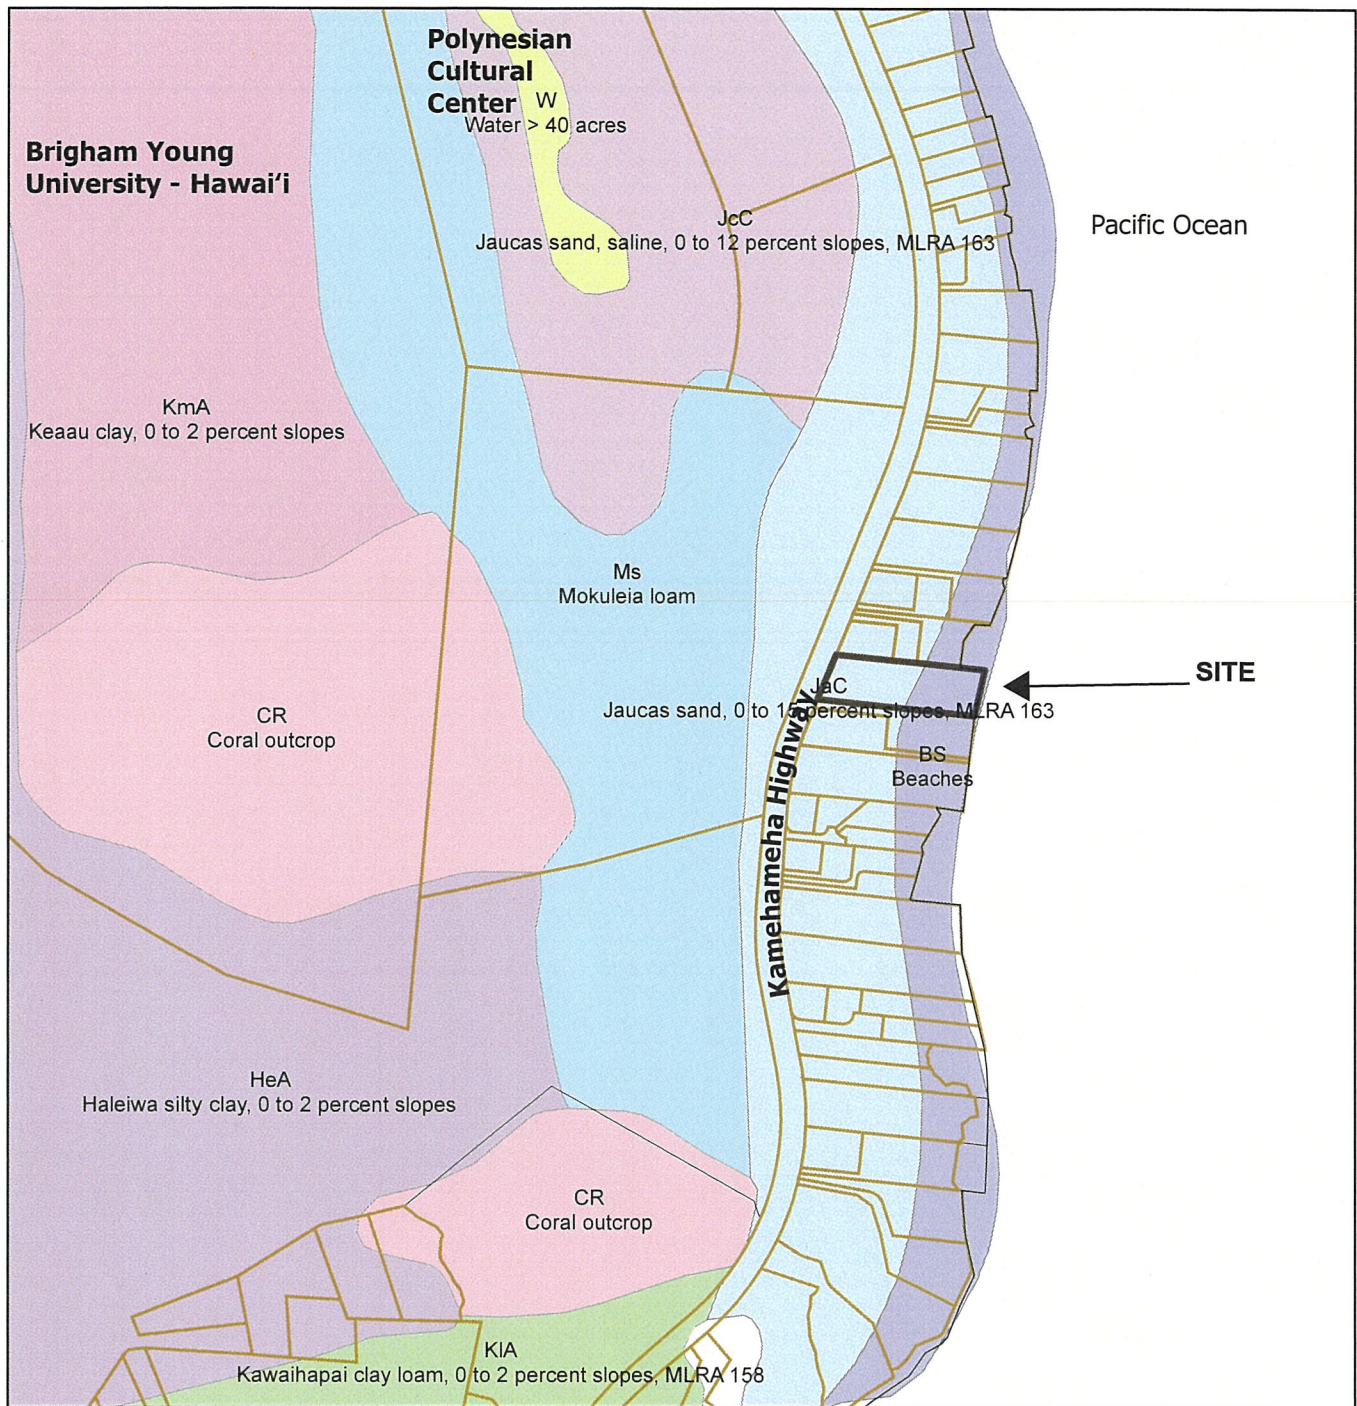 Polynesian
Cultural
Center
W
Water > 40 acres
Brigham Young
University - Hawai‘i
JcC
Jaucas sand, saline, 0 to 12 percent slopes, MLRA 163
Pacific Ocean
KmA
Keaau clay, 0 to 2 percent slopes
Ms
Mokuleia loam
SITE
JaC
Jaucas sand, 0 to 15 percent slopes, MLRA 163
CR
Coral outcrop
BS
Beaches
Kamehameha Highway
HeA
Haleiwa silty clay, 0 to 2 percent slopes
CR
Coral outcrop
KlA
Kawaihapai clay loam, 0 to 2 percent slopes, MLRA 158